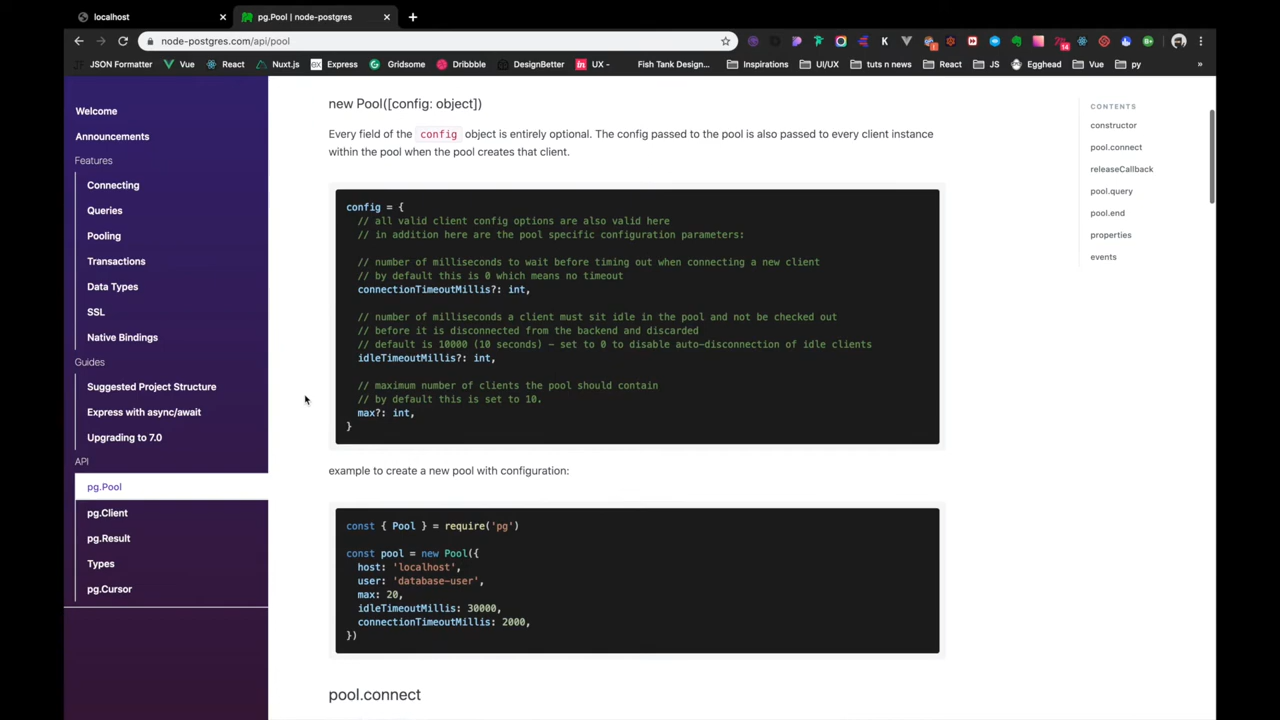 localhost
pg.Pool | node-postgres
node-postgres.com/api/pool
14
JSON Formatter
Vue
React
Nuxt.js
Express
Gridsome
Dribbble
DesignBetter
UX -
Fish Tank Design...
Inspirations
UI/UX
tuts n news
React
JS
Egghead
Vue
py
»
Welcome
Announcements
Features
Connecting
Queries
Pooling
Transactions
Data Types
SSL
Native Bindings
Guides
Suggested Project Structure
Express with async/await
Upgrading to 7.0
API
pg.Pool
pg.Client
pg.Result
Types
pg.Cursor
new Pool([config: object])
Every field of the config object is entirely optional. The config passed to the pool is also passed to every client instance
within the pool when the pool creates that client.
config = {
// all valid client config options are also valid here
// in addition here are the pool specific configuration parameters:
// number of milliseconds to wait before timing out when connecting a new client
// by default this is 0 which means no timeout
connectionTimeoutMillis?: int,
// number of milliseconds a client must sit idle in the pool and not be checked out
// before it is disconnected from the backend and discarded
// default is 10000 (10 seconds) - set to 0 to disable auto-disconnection of idle clients
idleTimeoutMillis?: int,
// maximum number of clients the pool should contain
// by default this is set to 10.
max?: int,
}
example to create a new pool with configuration:
const { Pool } = require('pg')
const pool = new Pool({
host: 'localhost',
user: 'database-user',
max: 20,
idleTimeoutMillis: 30000,
connectionTimeoutMillis: 2000,
})
pool.connect
CONTENTS
constructor
pool.connect
releaseCallback
pool.query
pool.end
properties
events